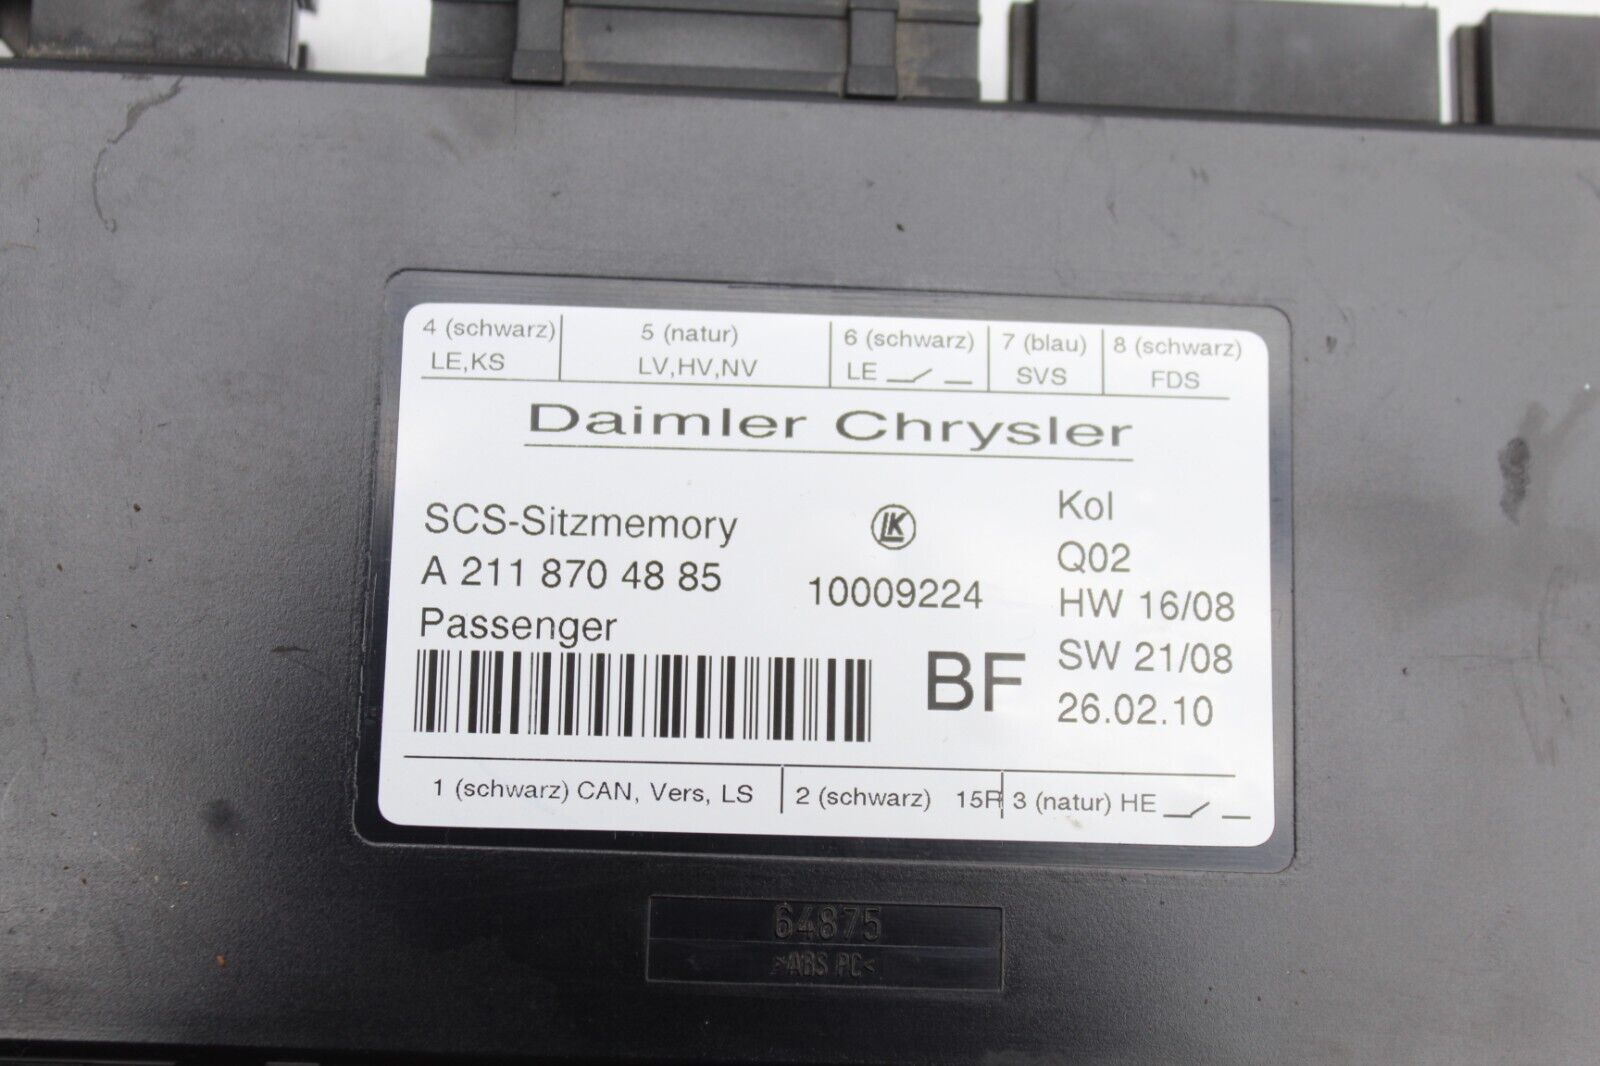 4 (schwarz) 5 (natur) 6 (schwarz) 7 (blau) 8 (schwarz)
LE,KS LV,HV,NV LE SVS FDS
Daimler Chrysler
SCS-Sitzmemory LK Kol
A 211 870 48 85 10009224 Q02
Passenger HW 16/08
BF SW 21/08
26.02.10
1 (schwarz) CAN, Vers, LS 2 (schwarz) 15R 3 (natur) HE
64875
>ABS PC<